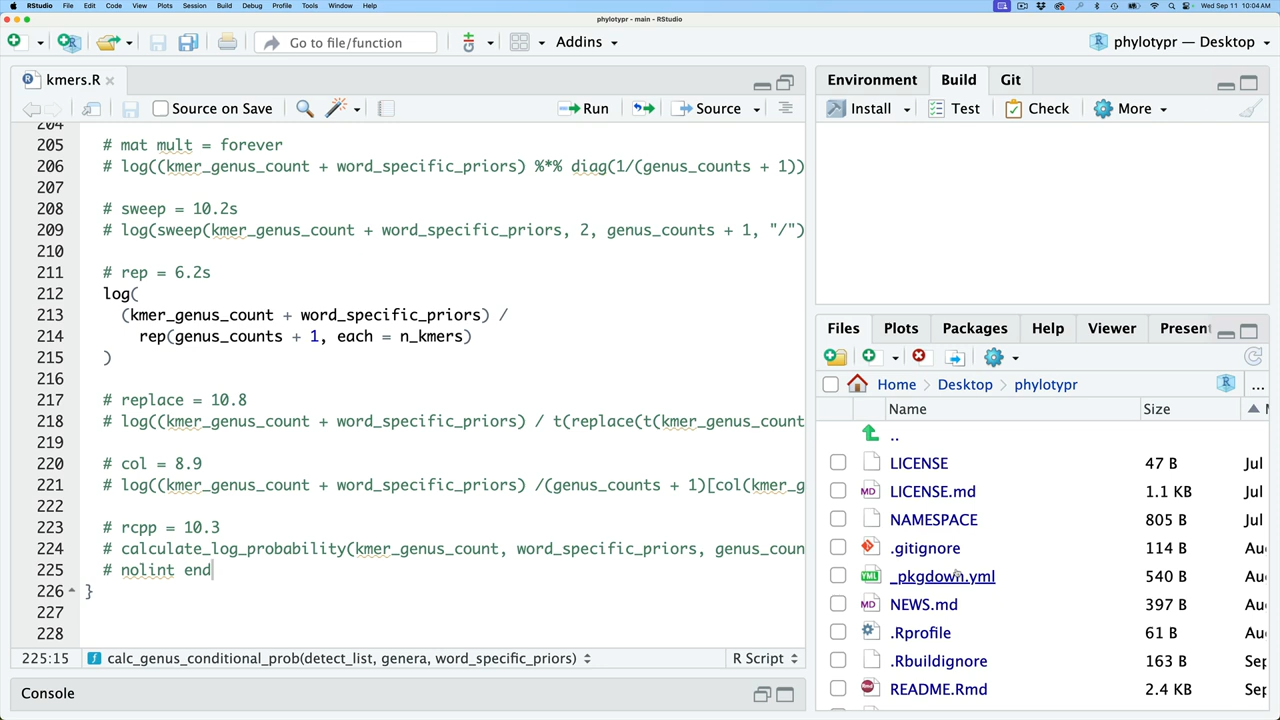 RStudio File Edit Code View Plots Session Build Debug Profile Tools Window Help
Wed Sep 11 10:04 AM
phylotypr - main - RStudio
Go to file/function
Addins
phylotypr — Desktop
kmers.R
Source on Save
Run
Source
204
205 # mat mult = forever
206 # log((kmer_genus_count + word_specific_priors) %*% diag(1/(genus_counts + 1))
207
208 # sweep = 10.2s
209 # log(sweep(kmer_genus_count + word_specific_priors, 2, genus_counts + 1, "/")
210
211 # rep = 6.2s
212 log(
213 (kmer_genus_count + word_specific_priors) /
214 rep(genus_counts + 1, each = n_kmers)
215 )
216
217 # replace = 10.8
218 # log((kmer_genus_count + word_specific_priors) / t(replace(t(kmer_genus_count
219
220 # col = 8.9
221 # log((kmer_genus_count + word_specific_priors) /(genus_counts + 1)[col(kmer_g
222
223 # rcpp = 10.3
224 # calculate_log_probability(kmer_genus_count, word_specific_priors, genus_coun
225 # nolint end
226 }
227
228
225:15 calc_genus_conditional_prob(detect_list, genera, word_specific_priors) R Script
Console
Environment Build Git
Install Test Check More
Files Plots Packages Help Viewer Present
Home Desktop phylotypr ...
Name Size M
..
LICENSE 47 B Jul
LICENSE.md 1.1 KB Jul
NAMESPACE 805 B Jul
.gitignore 114 B Au
_pkgdown.yml 540 B Au
NEWS.md 397 B Au
.Rprofile 61 B Au
.Rbuildignore 163 B Sep
README.Rmd 2.4 KB Sep